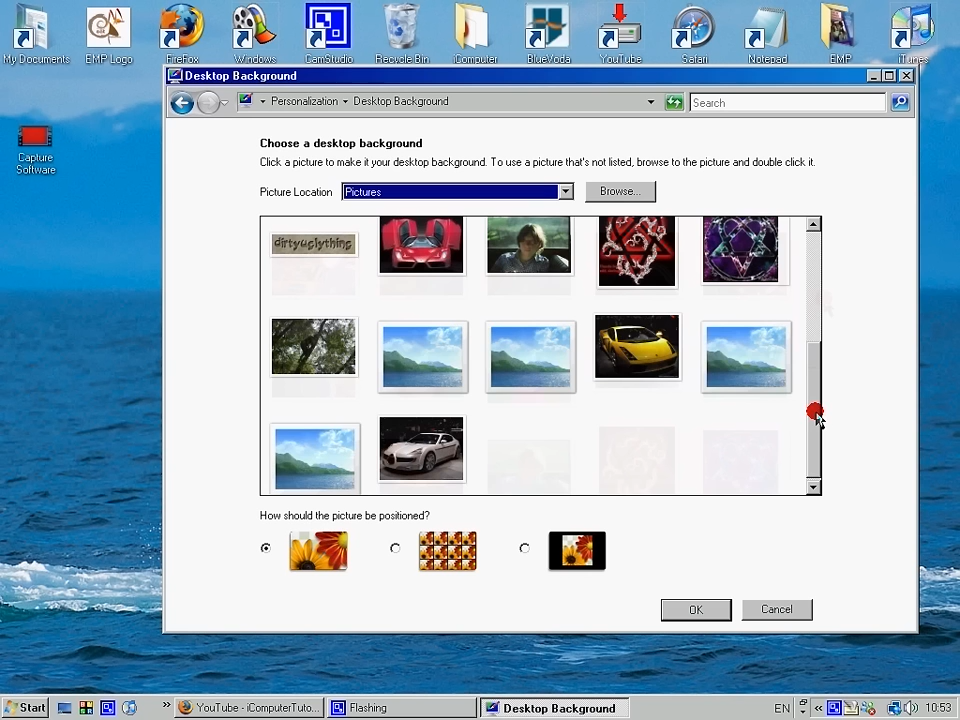 My Documents
EMP Logo
FireFox
Windows
CamStudio
Recycle Bin
iComputer
BlueVoda
YouTube
Safari
Notepad
EMP
iTunes
Capture
Software
Desktop Background
Personalization
Desktop Background
Search
Choose a desktop background
Click a picture to make it your desktop background. To use a picture that's not listed, browse to the picture and double click it.
Picture Location
Pictures
Browse...
dirtyuglything
How should the picture be positioned?
OK
Cancel
Start
YouTube - iComputerTuto...
Flashing
Desktop Background
EN
10:53